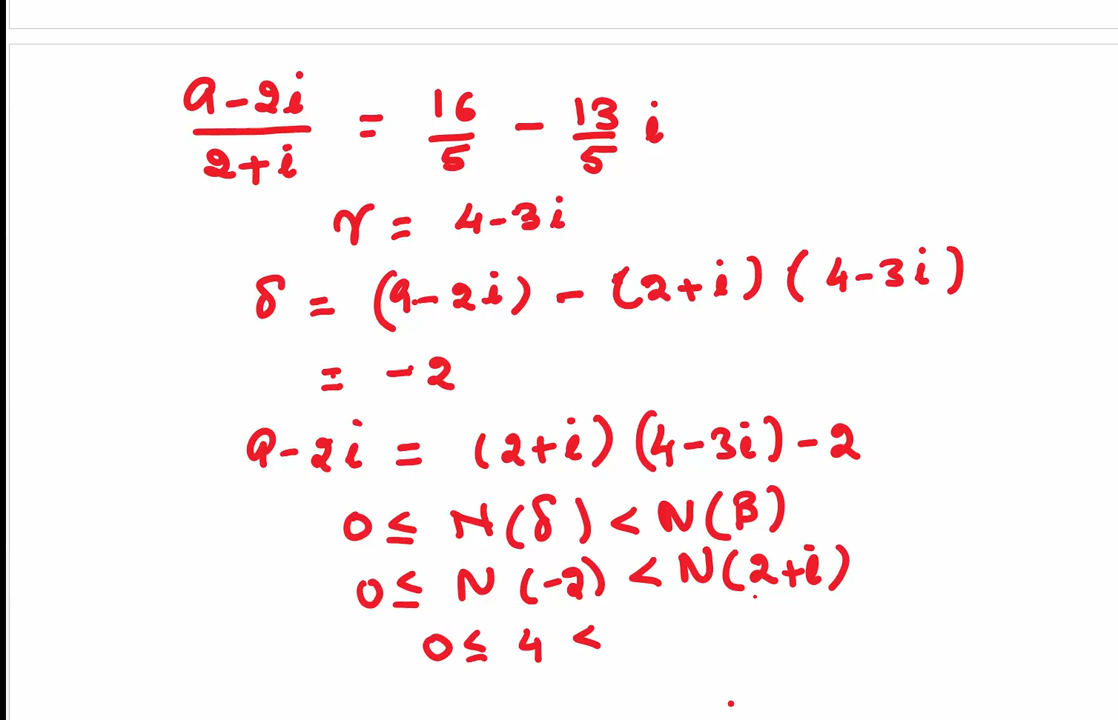 (9-2i)/(2+i) = 16/5 - 13/5 i
γ = 4-3i
δ = (9-2i) - (2+i)(4-3i)
= -2
9-2i = (2+i)(4-3i)-2
0 ≤ N(δ) < N(β)
0 ≤ N(-2) < N(2+i)
0 ≤ 4 <